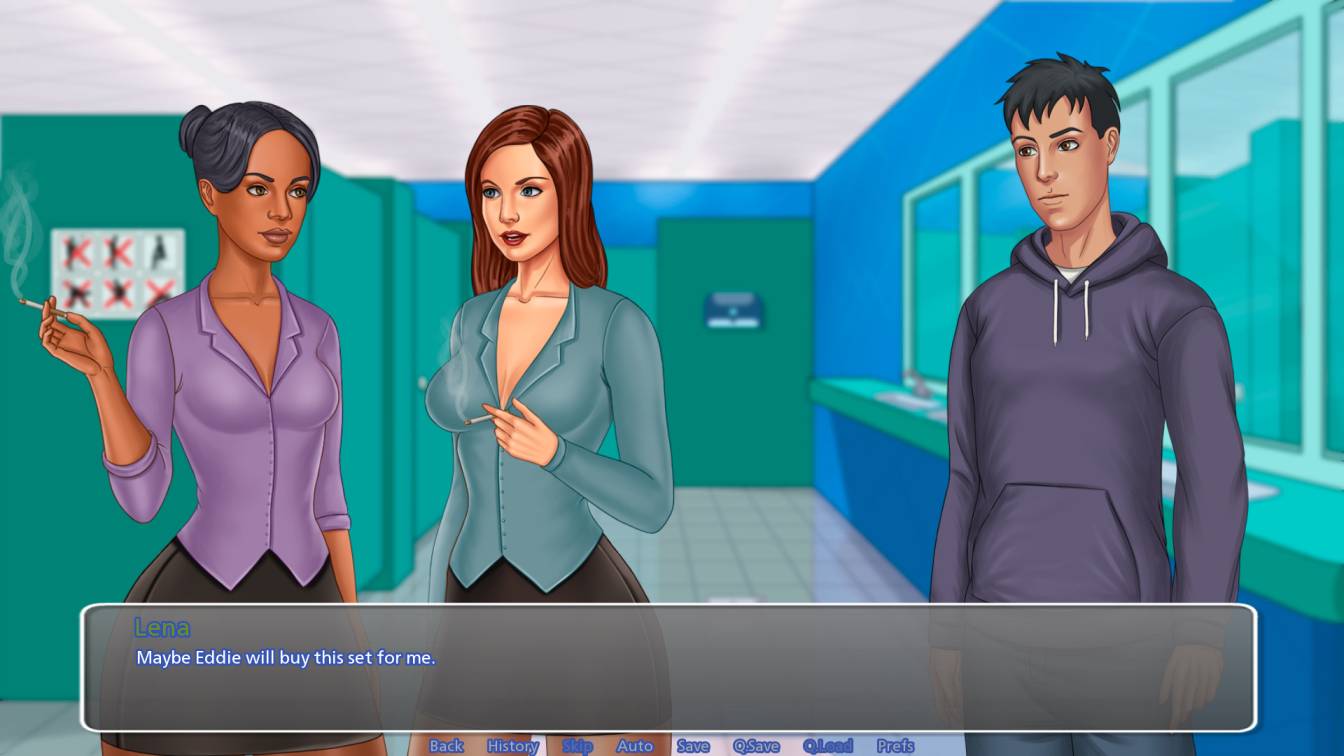 Lena
Maybe Eddie will buy this set for me.
Back History Skip Auto Save Q.Save Q.Load Prefs